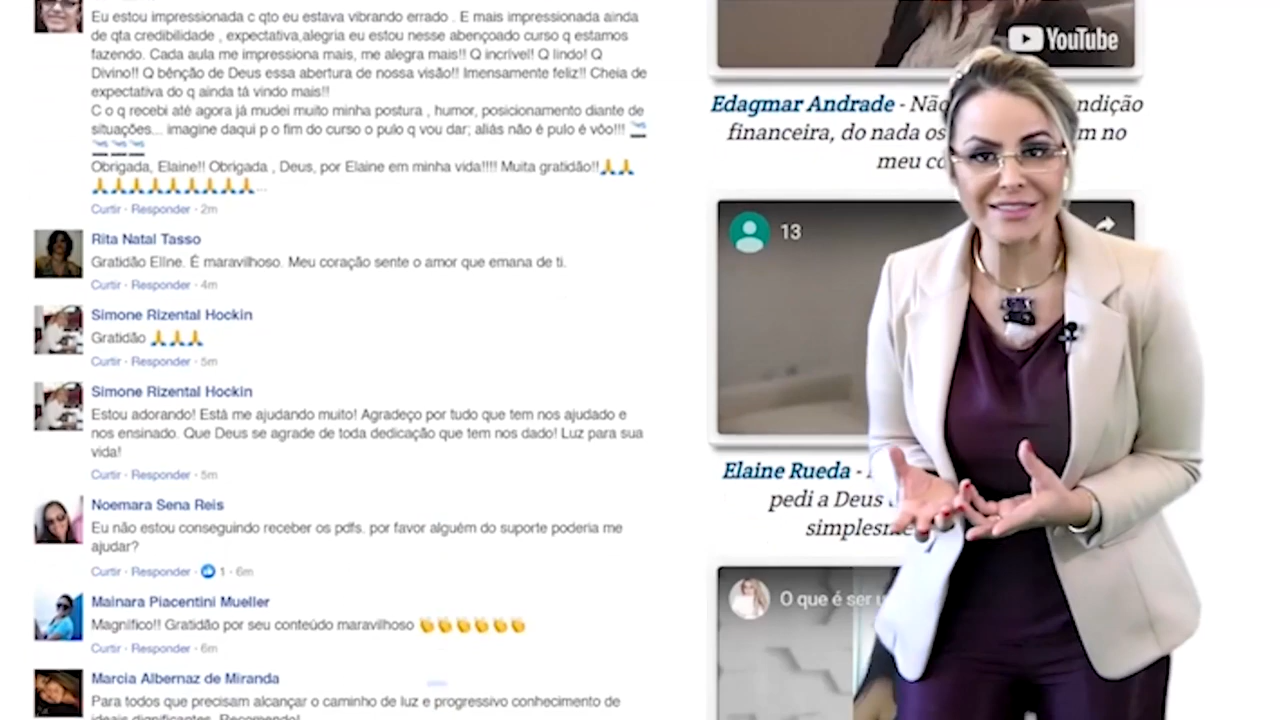 Eu estou impressionada c qto eu estava vibrando errado . E mais impressionada ainda
de qta credibilidade , expectativa,alegria eu estou nesse abençoado curso q estamos
fazendo. Cada aula me impressiona mais, me alegra mais!! Q incrível! Q lindo! Q
Divino!! Q bênção de Deus essa abertura de nossa visão!! Imensamente feliz!! Cheia de
expectativa do q ainda tá vindo mais!!
C o q recebi até agora já mudei muito minha postura , humor, posicionamento diante de
situações... imagine daqui p o fim do curso o pulo q vou dar; aliás não é pulo é vôo!!!
Obrigada, Elaine!! Obrigada , Deus, por Elaine em minha vida!!!! Muita gratidão!!🙏🙏
🙏🙏🙏🙏🙏🙏🙏🙏🙏...
Curtir · Responder · 2m
Rita Natal Tasso
Gratidão Elíne. É maravilhoso. Meu coração sente o amor que emana de ti.
Curtir · Responder · 4m
Simone Rizental Hockin
Gratidão 🙏🙏🙏
Curtir · Responder · 5m
Simone Rizental Hockin
Estou adorando! Está me ajudando muito! Agradeço por tudo que tem nos ajudado e
nos ensinado. Que Deus se agrade de toda dedicação que tem nos dado! Luz para sua
vida!
Curtir · Responder · 5m
Noemara Sena Reis
Eu não estou conseguindo receber os pdfs. por favor alguém do suporte poderia me
ajudar?
Curtir · Responder · 1 · 6m
Mainara Piacentini Mueller
Magnífico!! Gratidão por seu conteúdo maravilhoso 👏👏👏👏👏👏
Curtir · Responder · 6m
Marcia Albernaz de Miranda
Para todos que precisam alcançar o caminho de luz e progressivo conhecimento de
ideais dignificantes. Recomendo!
YouTube
Edagmar Andrade - Não ndição
financeira, do nada os m no
meu co
13
Elaine Rueda -
pedi a Deus
simplesme
O que é ser u